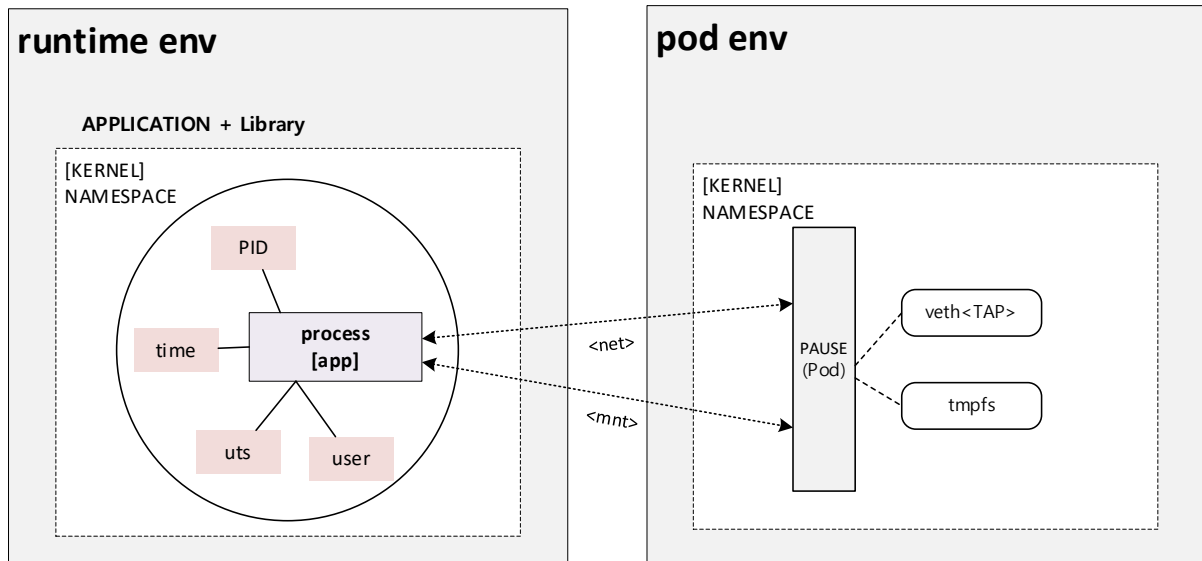 runtime env
APPLICATION + Library
[KERNEL]
NAMESPACE
PID
time
process
[app]
uts
user
<net>
<mnt>
pod env
[KERNEL]
NAMESPACE
PAUSE
(Pod)
veth<TAP>
tmpfs